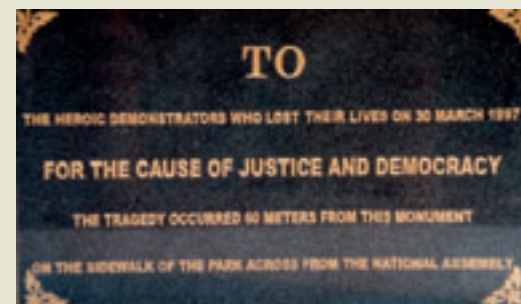 TO
THE HEROIC DEMONSTRATORS WHO LOST THEIR LIVES ON 30 MARCH 1997
FOR THE CAUSE OF JUSTICE AND DEMOCRACY
THE TRAGEDY OCCURRED 60 METERS FROM THIS MONUMENT
ON THE SIDEWALK OF THE PARK ACROSS FROM THE NATIONAL ASSEMBLY